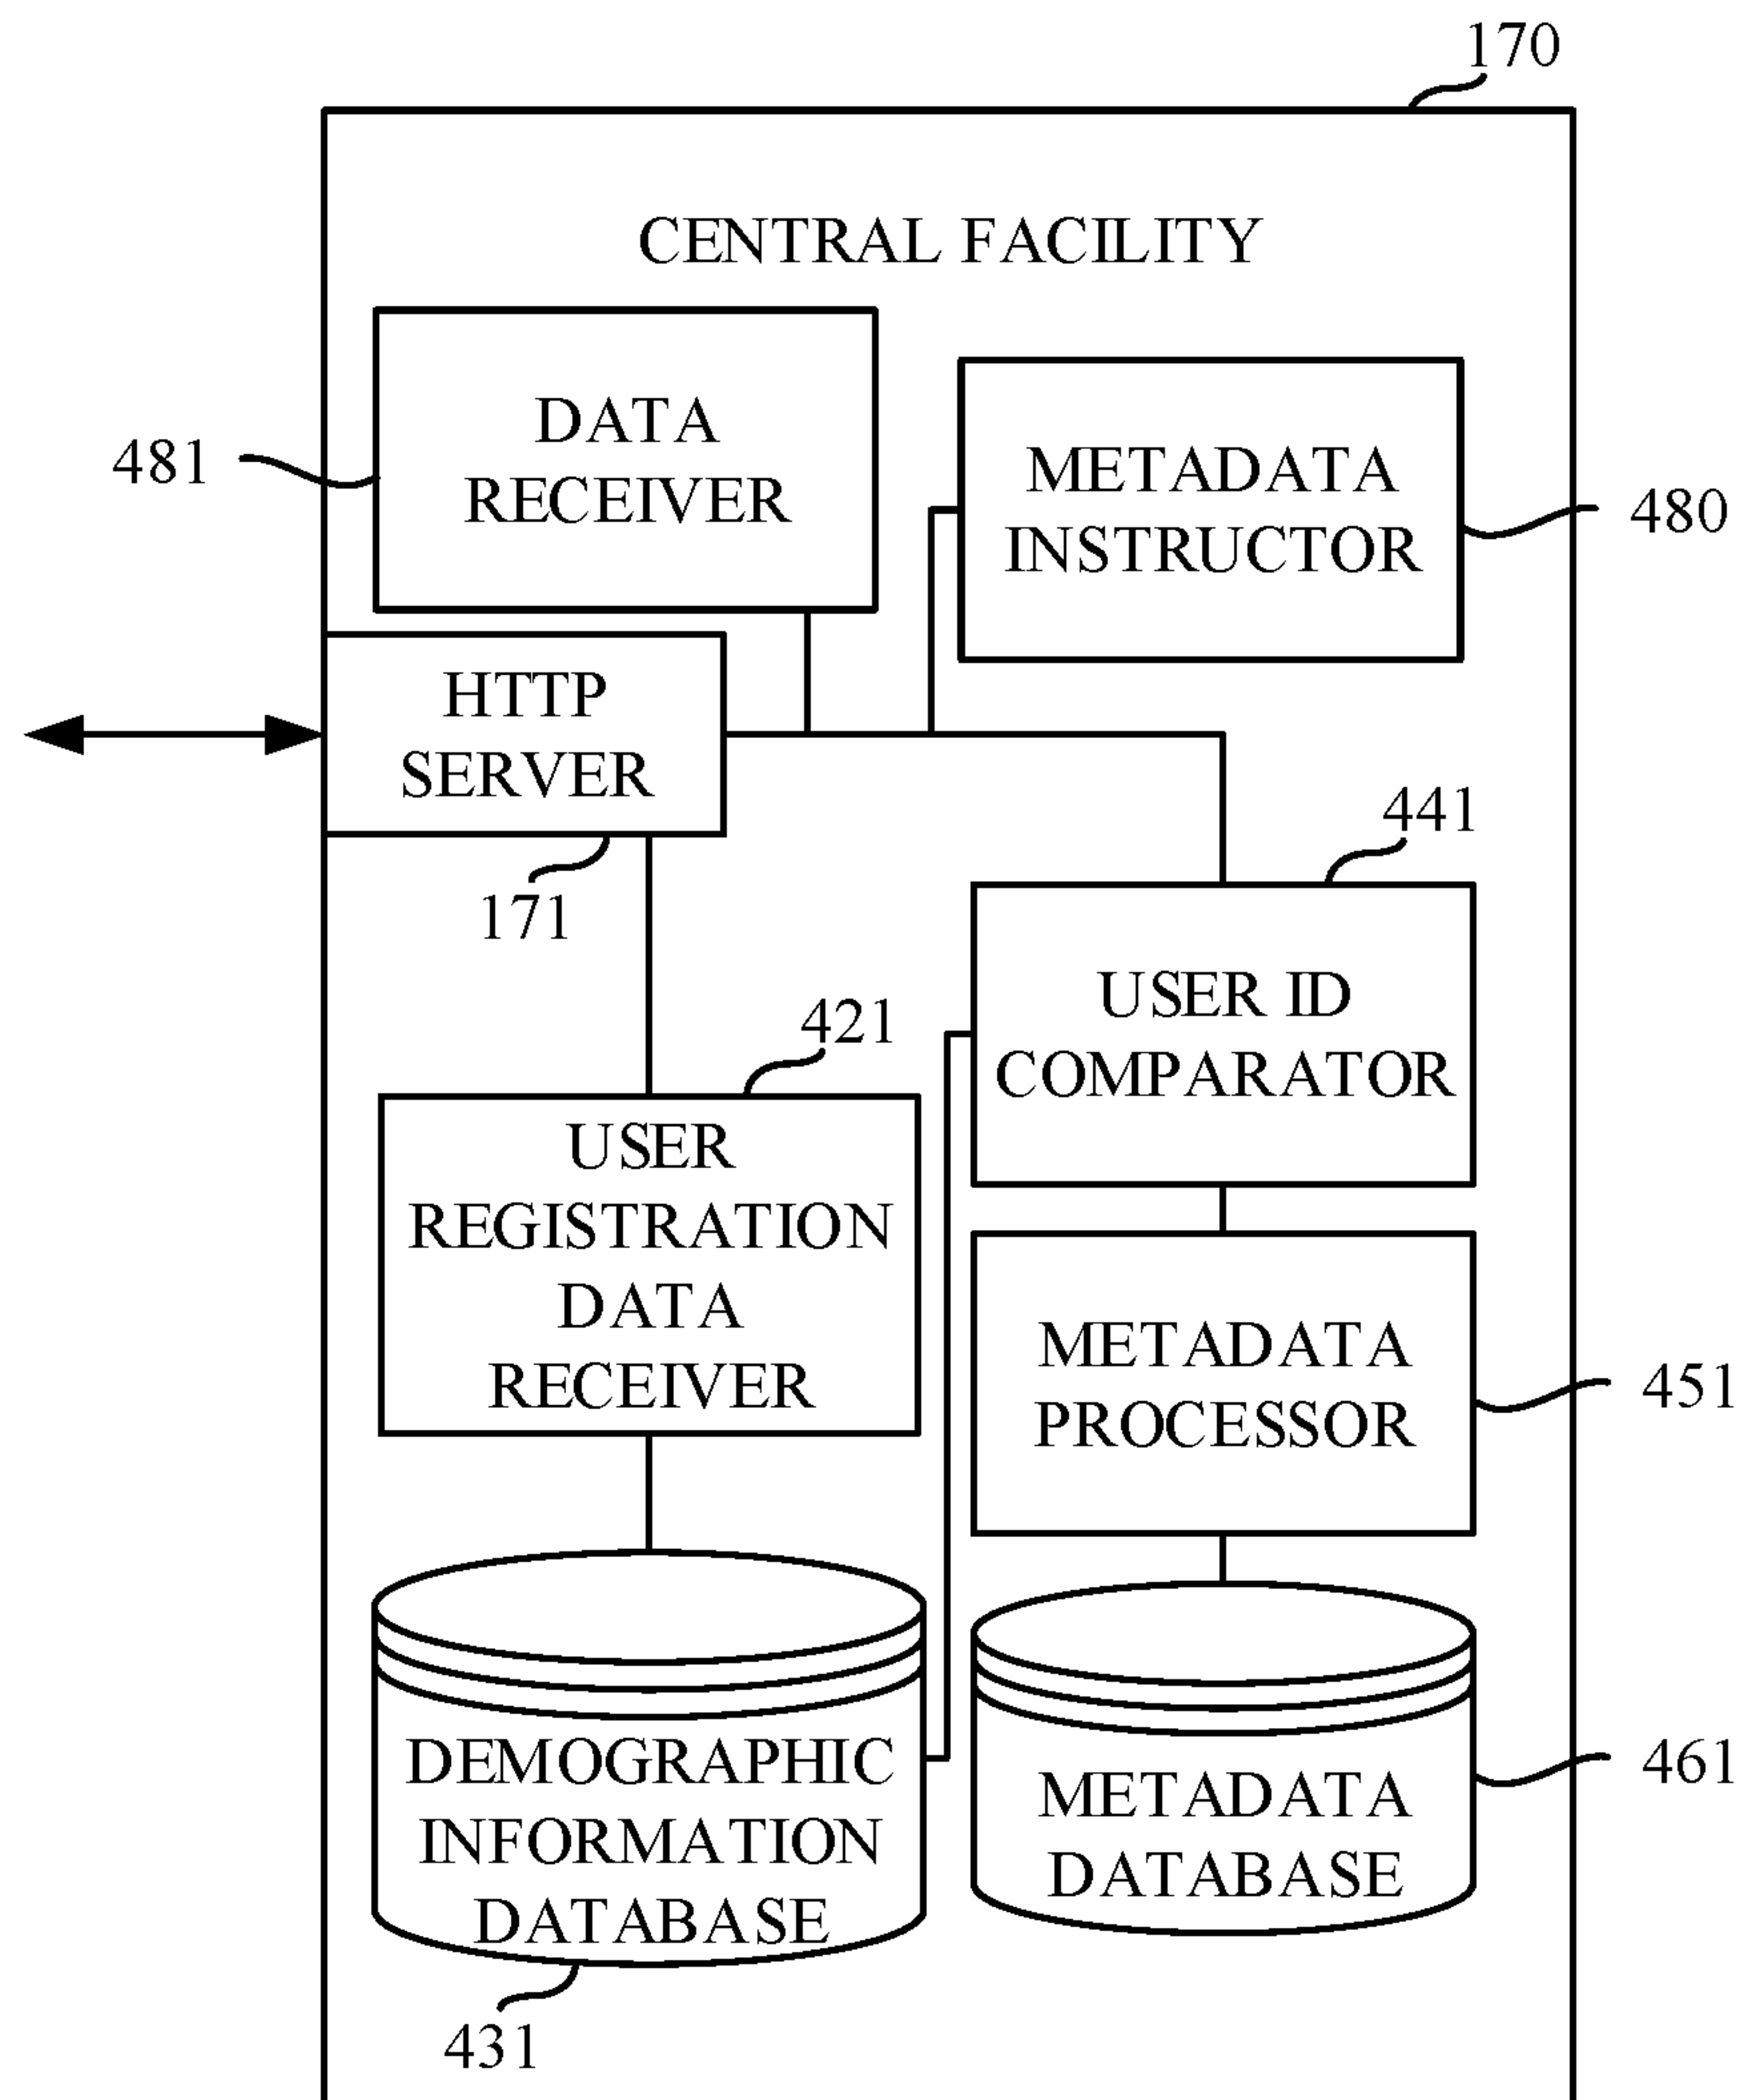 170
CENTRAL FACILITY
DATA
RECEIVER
481
METADATA
INSTRUCTOR
480
HTTP
SERVER
171
441
USER ID
COMPARATOR
421
USER
REGISTRATION
DATA
RECEIVER
METADATA
PROCESSOR
451
DEMOGRAPHIC
INFORMATION
DATABASE
431
METADATA
DATABASE
461